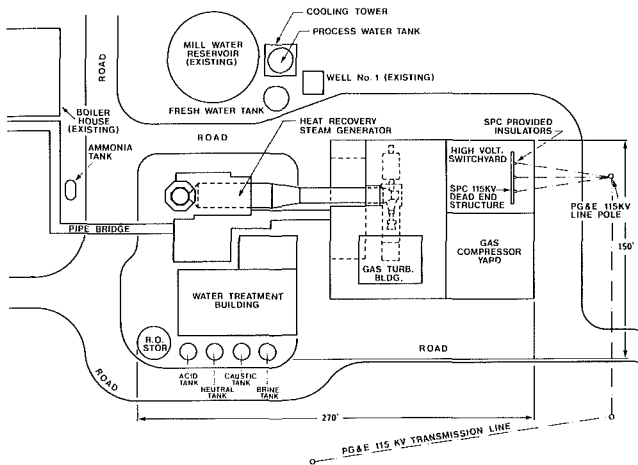 COOLING TOWER
PROCESS WATER TANK
MILL WATER
RESERVOIR
(EXISTING)
WELL No. 1 (EXISTING)
FRESH WATER TANK
ROAD
BOILER
HOUSE
(EXISTING)
AMMONIA
TANK
ROAD
HEAT RECOVERY
STEAM GENERATOR
SPC PROVIDED
INSULATORS
HIGH VOLT.
SWITCHYARD
SPC 115KV
DEAD END
STRUCTURE
PG&E 115KV
LINE POLE
150'
PIPE BRIDGE
GAS TURB.
BLDG.
GAS
COMPRESSOR
YARD
WATER TREATMENT
BUILDING
R.O.
STOR
ACID
TANK
NEUTRAL
TANK
CAUSTIC
TANK
BRINE
TANK
ROAD
ROAD
270'
PG&E 115 KV TRANSMISSION LINE